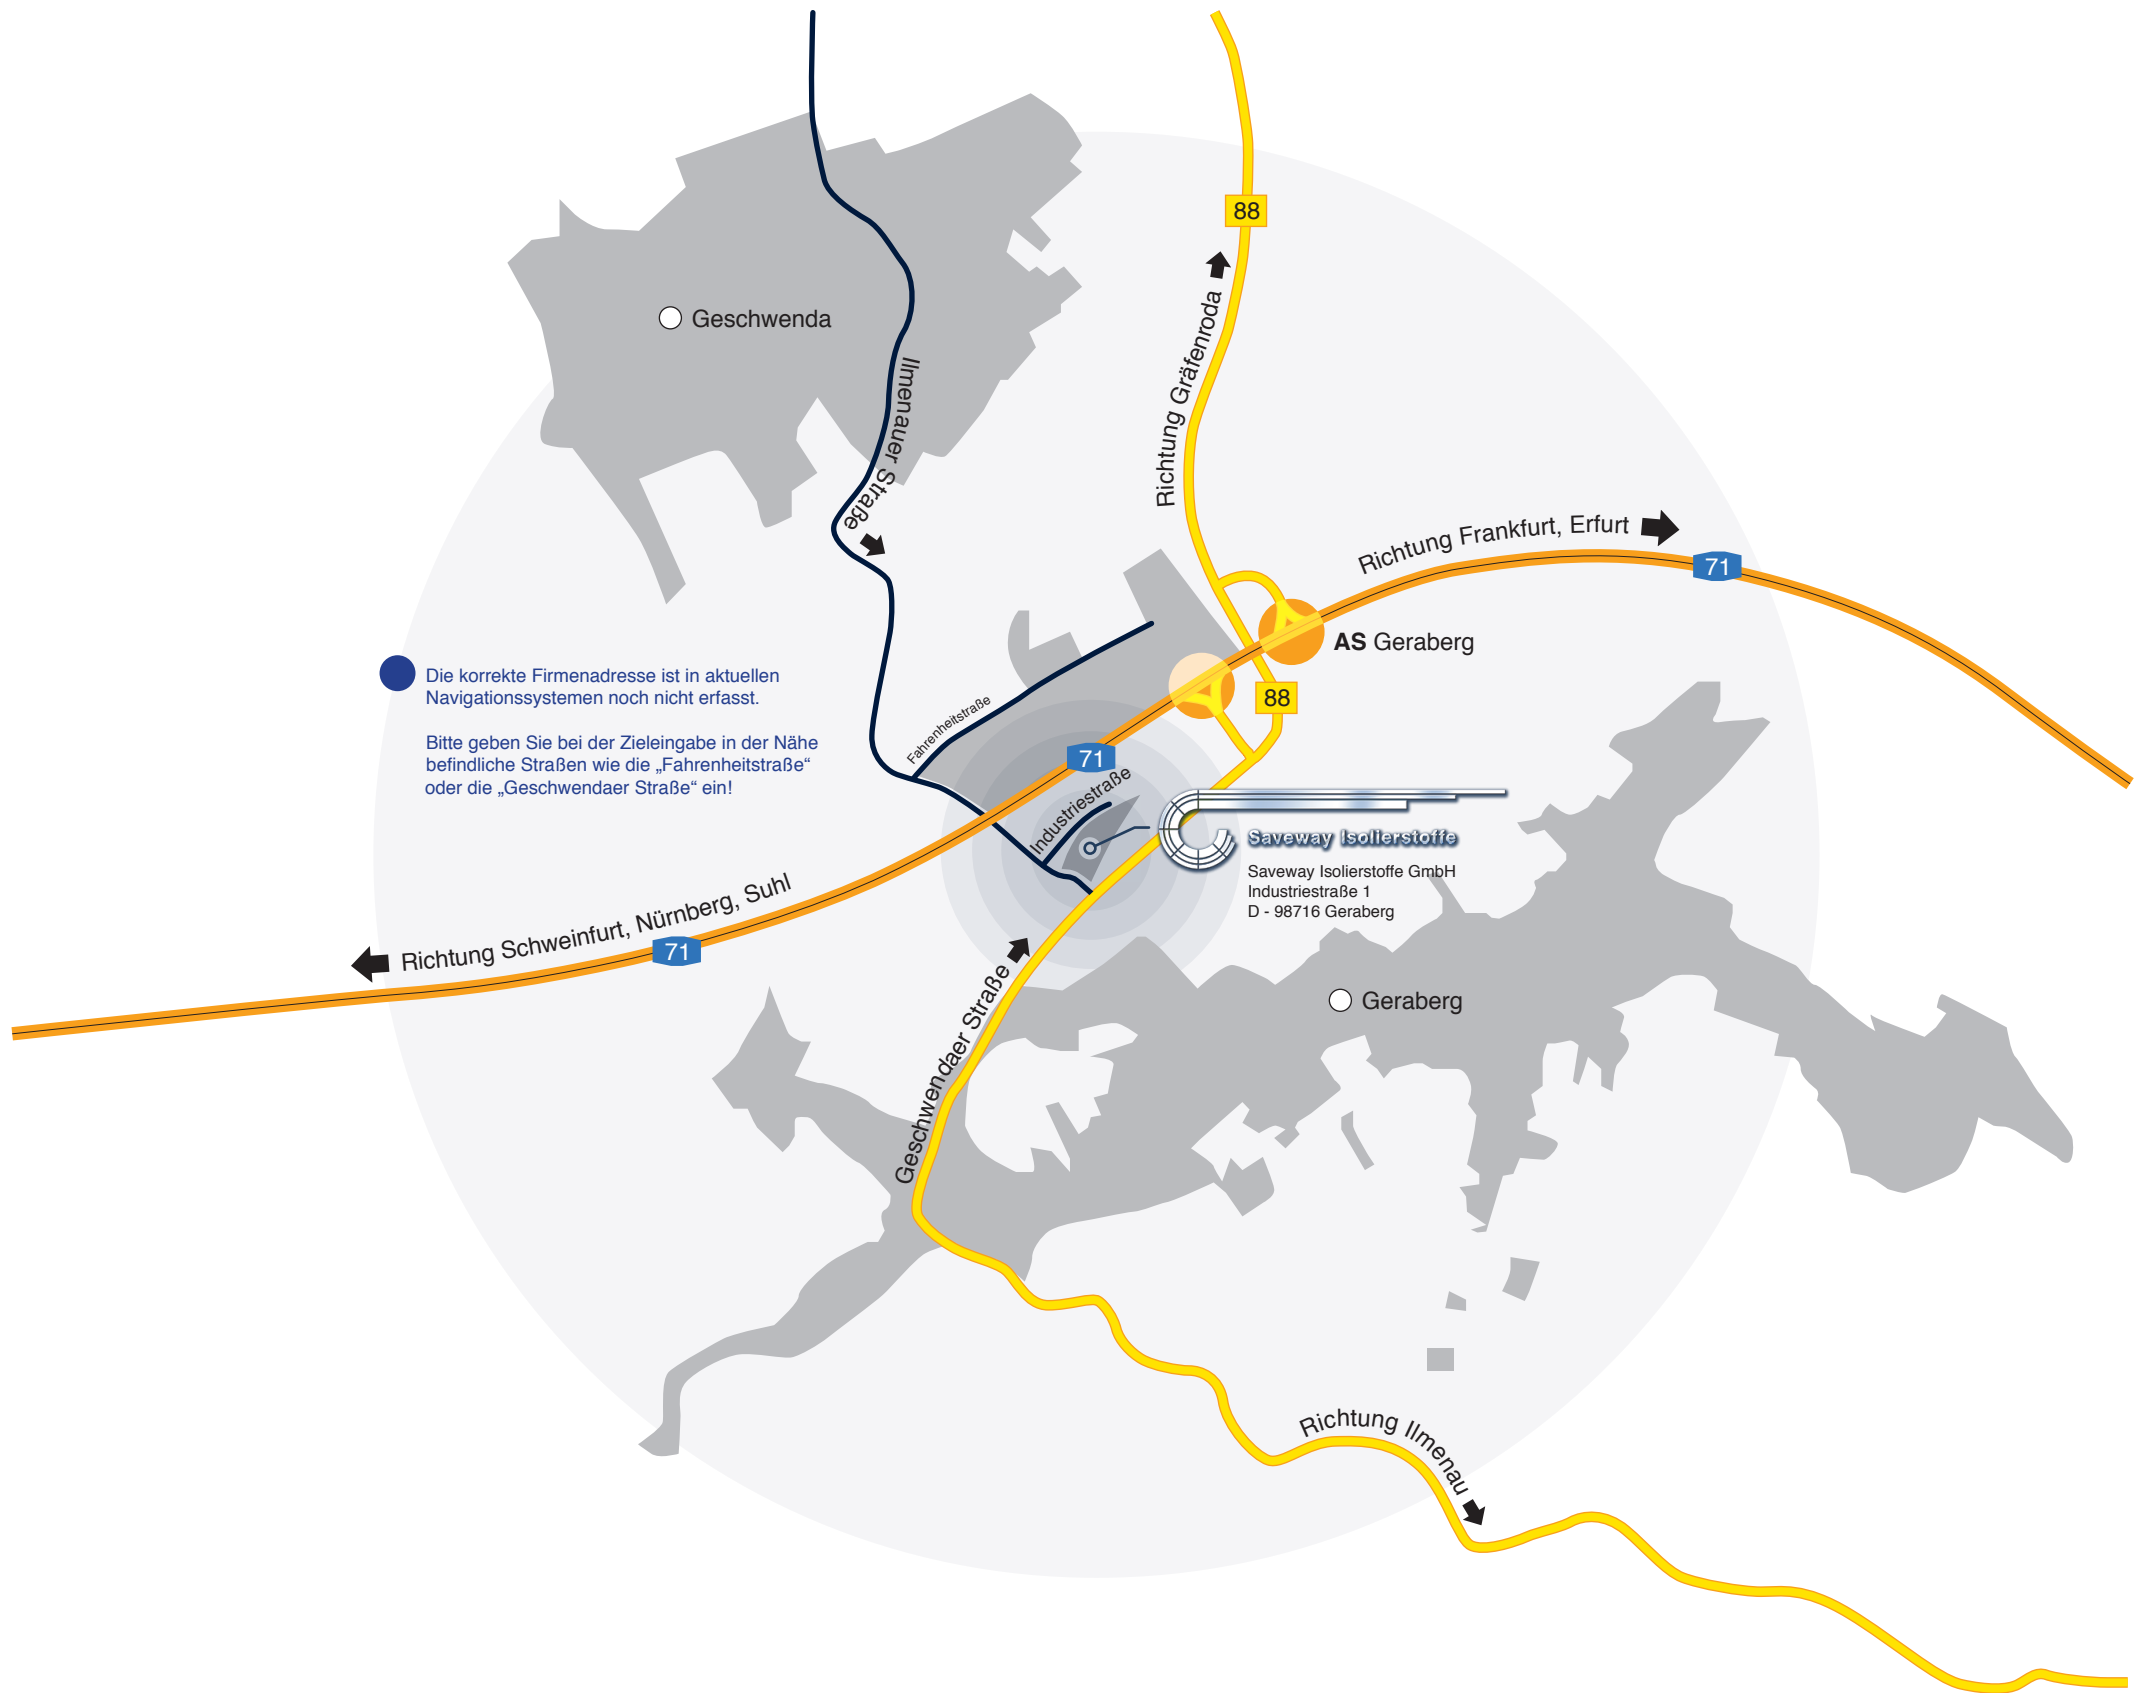 88
Geschwenda
Ilmenauer Straße
Richtung Gräfenroda
Richtung Frankfurt, Erfurt
71
AS Geraberg
88
Die korrekte Firmenadresse ist in aktuellen
Navigationssystemen noch nicht erfasst.
Bitte geben Sie bei der Zieleingabe in der Nähe
befindliche Straßen wie die „Fahrenheitstraße“
oder die „Geschwendaer Straße“ ein!
Fahrenheitstraße
71
Industriestraße
Saveway Isolierstoffe
Saveway Isolierstoffe GmbH
Industriestraße 1
D - 98716 Geraberg
Richtung Schweinfurt, Nürnberg, Suhl
71
Geschwendaer Straße
Geraberg
Richtung Ilmenau